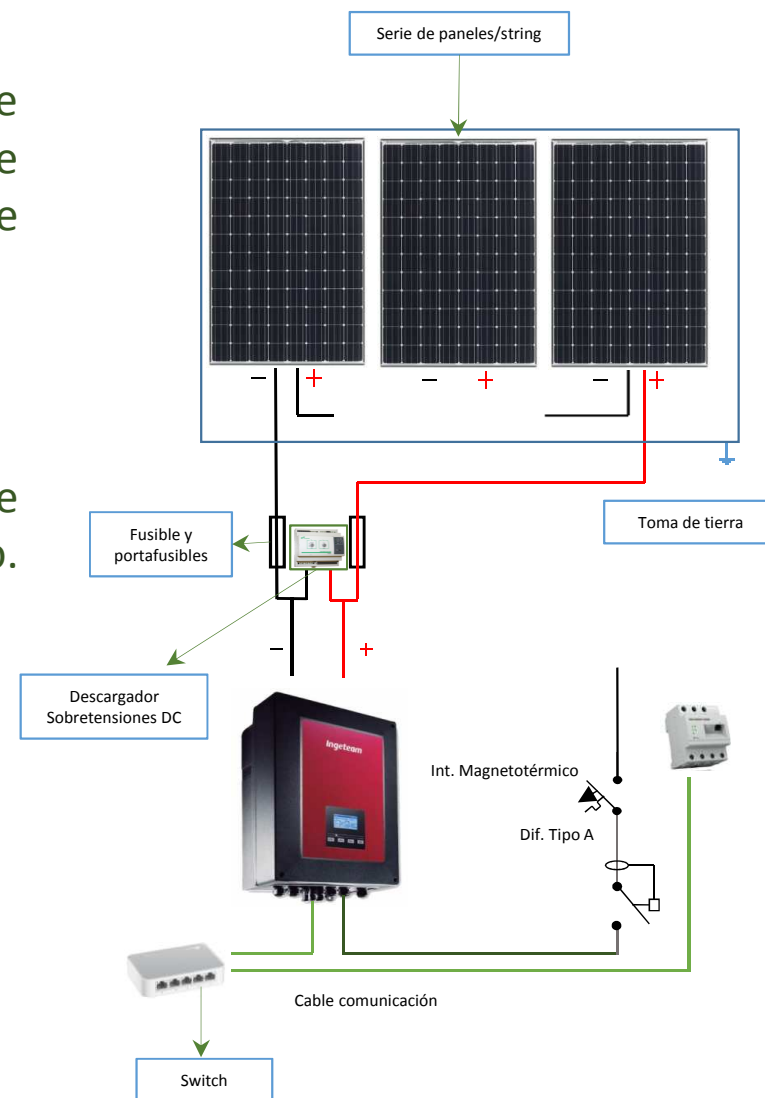 Serie de paneles/string
e
e
e
− +
− +
− +
e
o.
Fusible y
portafusibles
Toma de tierra
− +
Descargador
Sobretensiones DC
Ingeteam
Int. Magnetotérmico
Dif. Tipo A
Cable comunicación
Switch